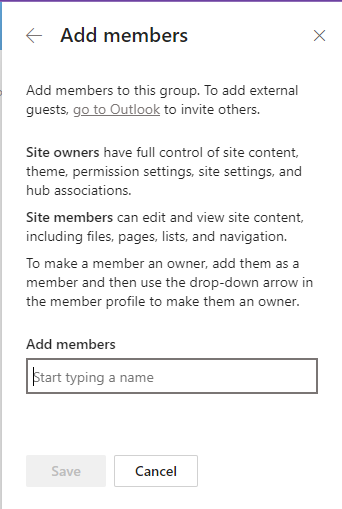 Add members
Add members to this group. To add external
guests, go to Outlook to invite others.
Site owners have full control of site content,
theme, permission settings, site settings, and
hub associations.
Site members can edit and view site content,
including files, pages, lists, and navigation.
To make a member an owner, add them as a
member and then use the drop-down arrow in
the member profile to make them an owner.
Add members
Start typing a name
Save
Cancel